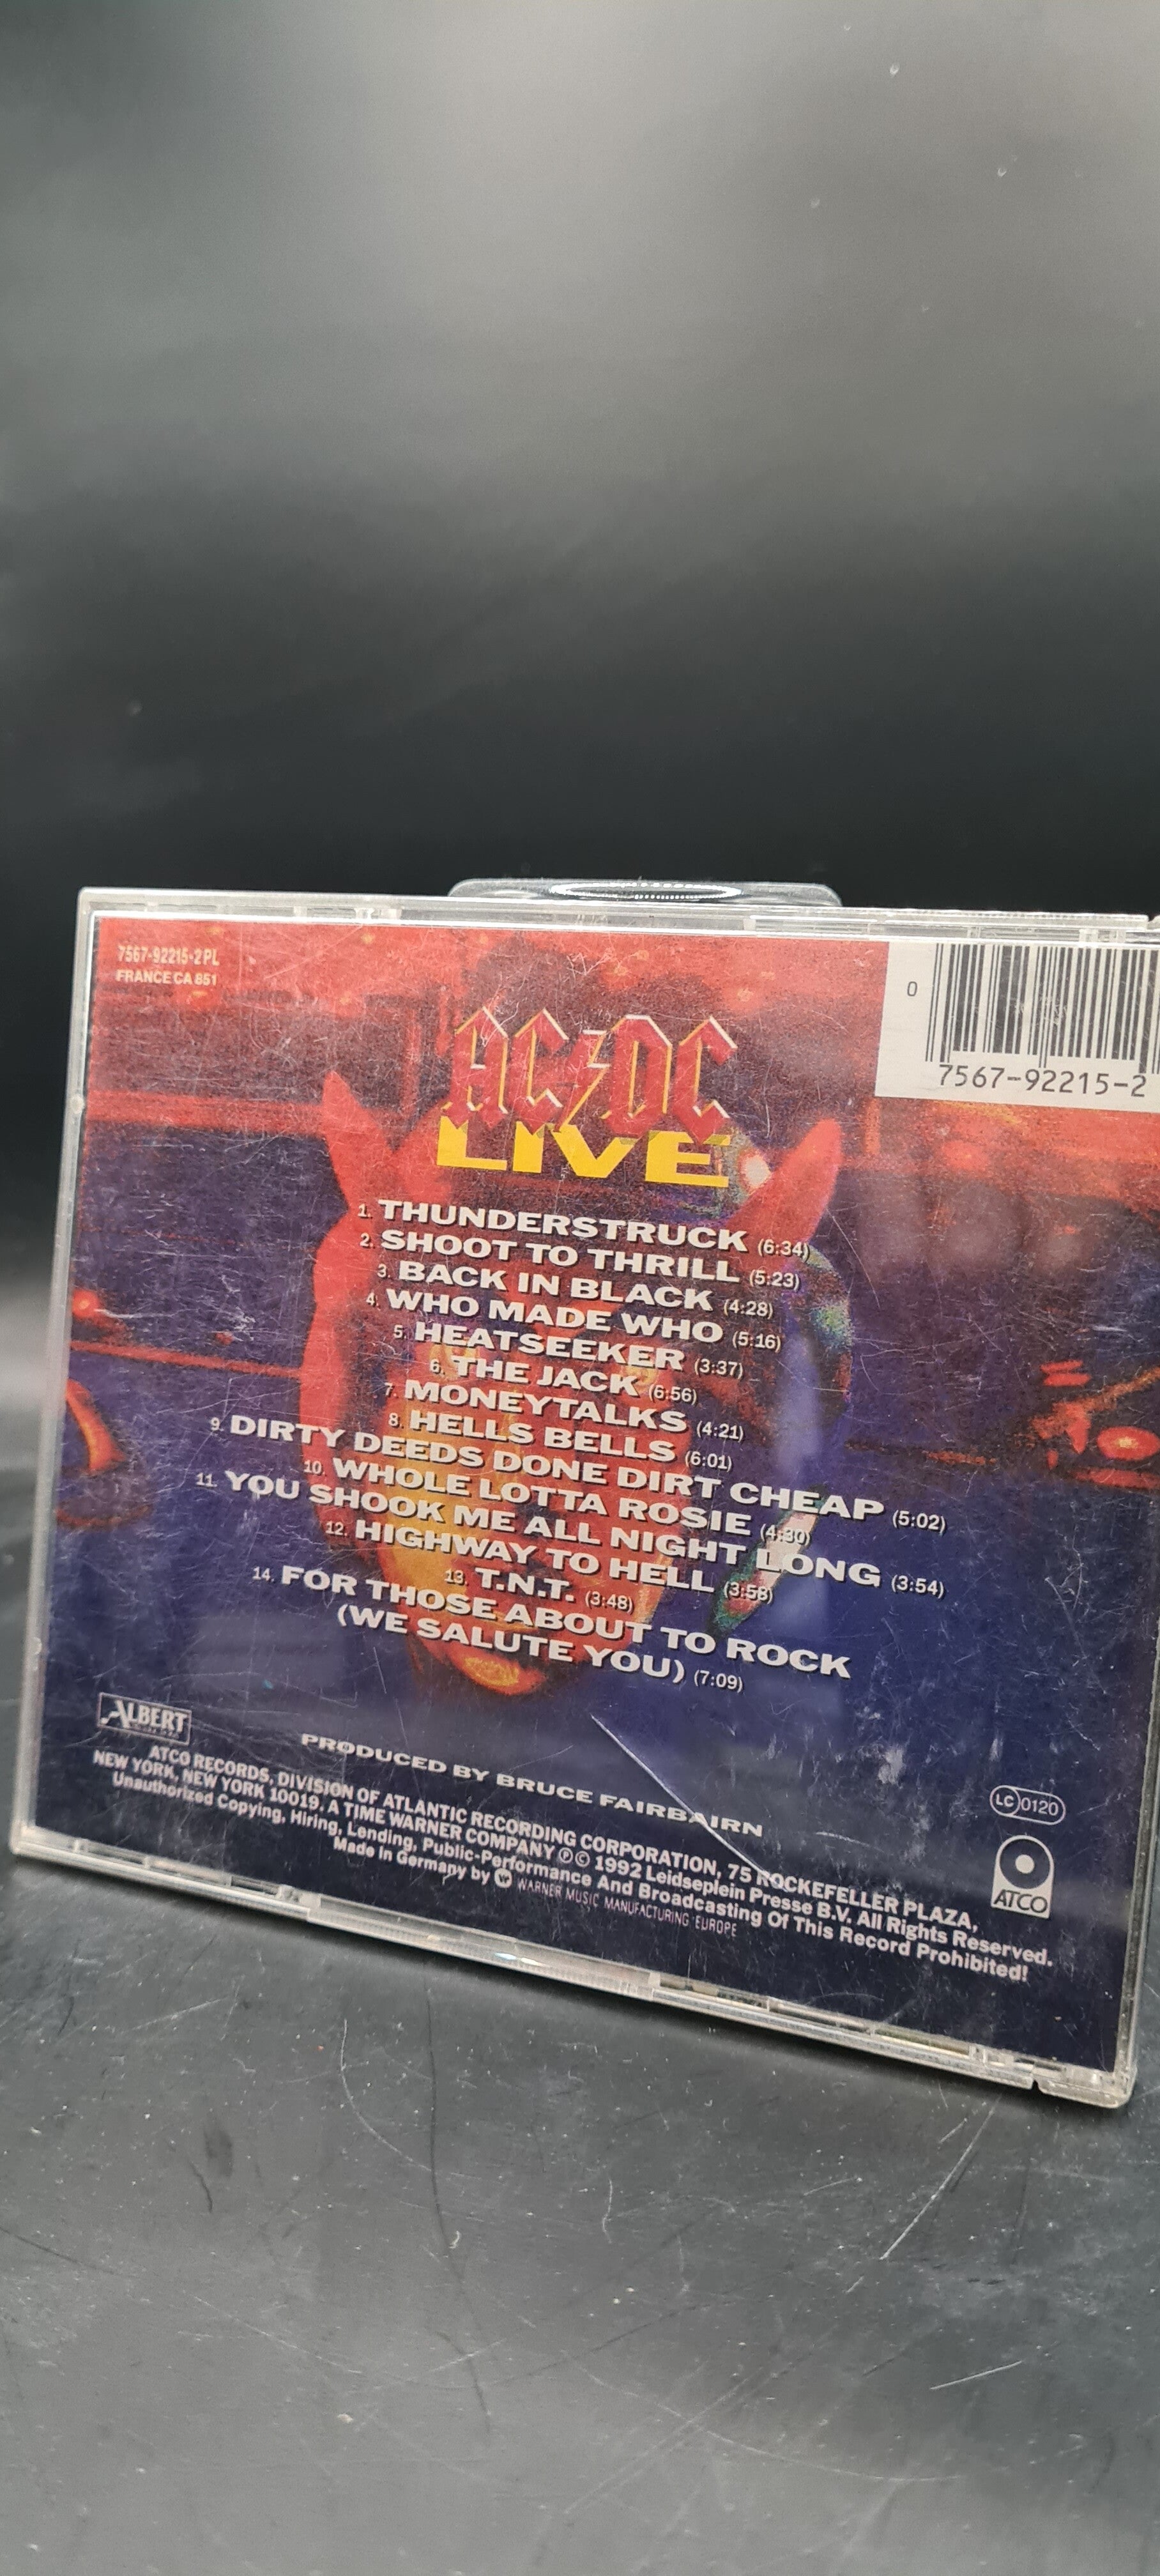 7567-92215-2 PL
FRANCE CA 851
0
7567-92215-2
AC/DC
LIVE
1. THUNDERSTRUCK (6:34)
2. SHOOT TO THRILL (5:23)
3. BACK IN BLACK (4:28)
4. WHO MADE WHO (5:16)
5. HEATSEEKER (3:37)
6. THE JACK (6:56)
7. MONEYTALKS (4:21)
8. HELLS BELLS (6:01)
9. DIRTY DEEDS DONE DIRT CHEAP (5:02)
10. WHOLE LOTTA ROSIE (4:30)
11. YOU SHOOK ME ALL NIGHT LONG (3:54)
12. HIGHWAY TO HELL (3:58)
13. T.N.T. (3:48)
14. FOR THOSE ABOUT TO ROCK
(WE SALUTE YOU) (7:09)
ALBERT
PRODUCED BY BRUCE FAIRBAIRN
ATCO RECORDS, DIVISION OF ATLANTIC RECORDING CORPORATION, 75 ROCKEFELLER PLAZA,
NEW YORK, NEW YORK 10019. A TIME WARNER COMPANY ℗ © 1992 Leidseplein Presse B.V. All Rights Reserved.
Unauthorized Copying, Hiring, Lending, Public-Performance And Broadcasting Of This Record Prohibited!
Made in Germany by W WARNER MUSIC MANUFACTURING EUROPE
LC 0120
ATCO